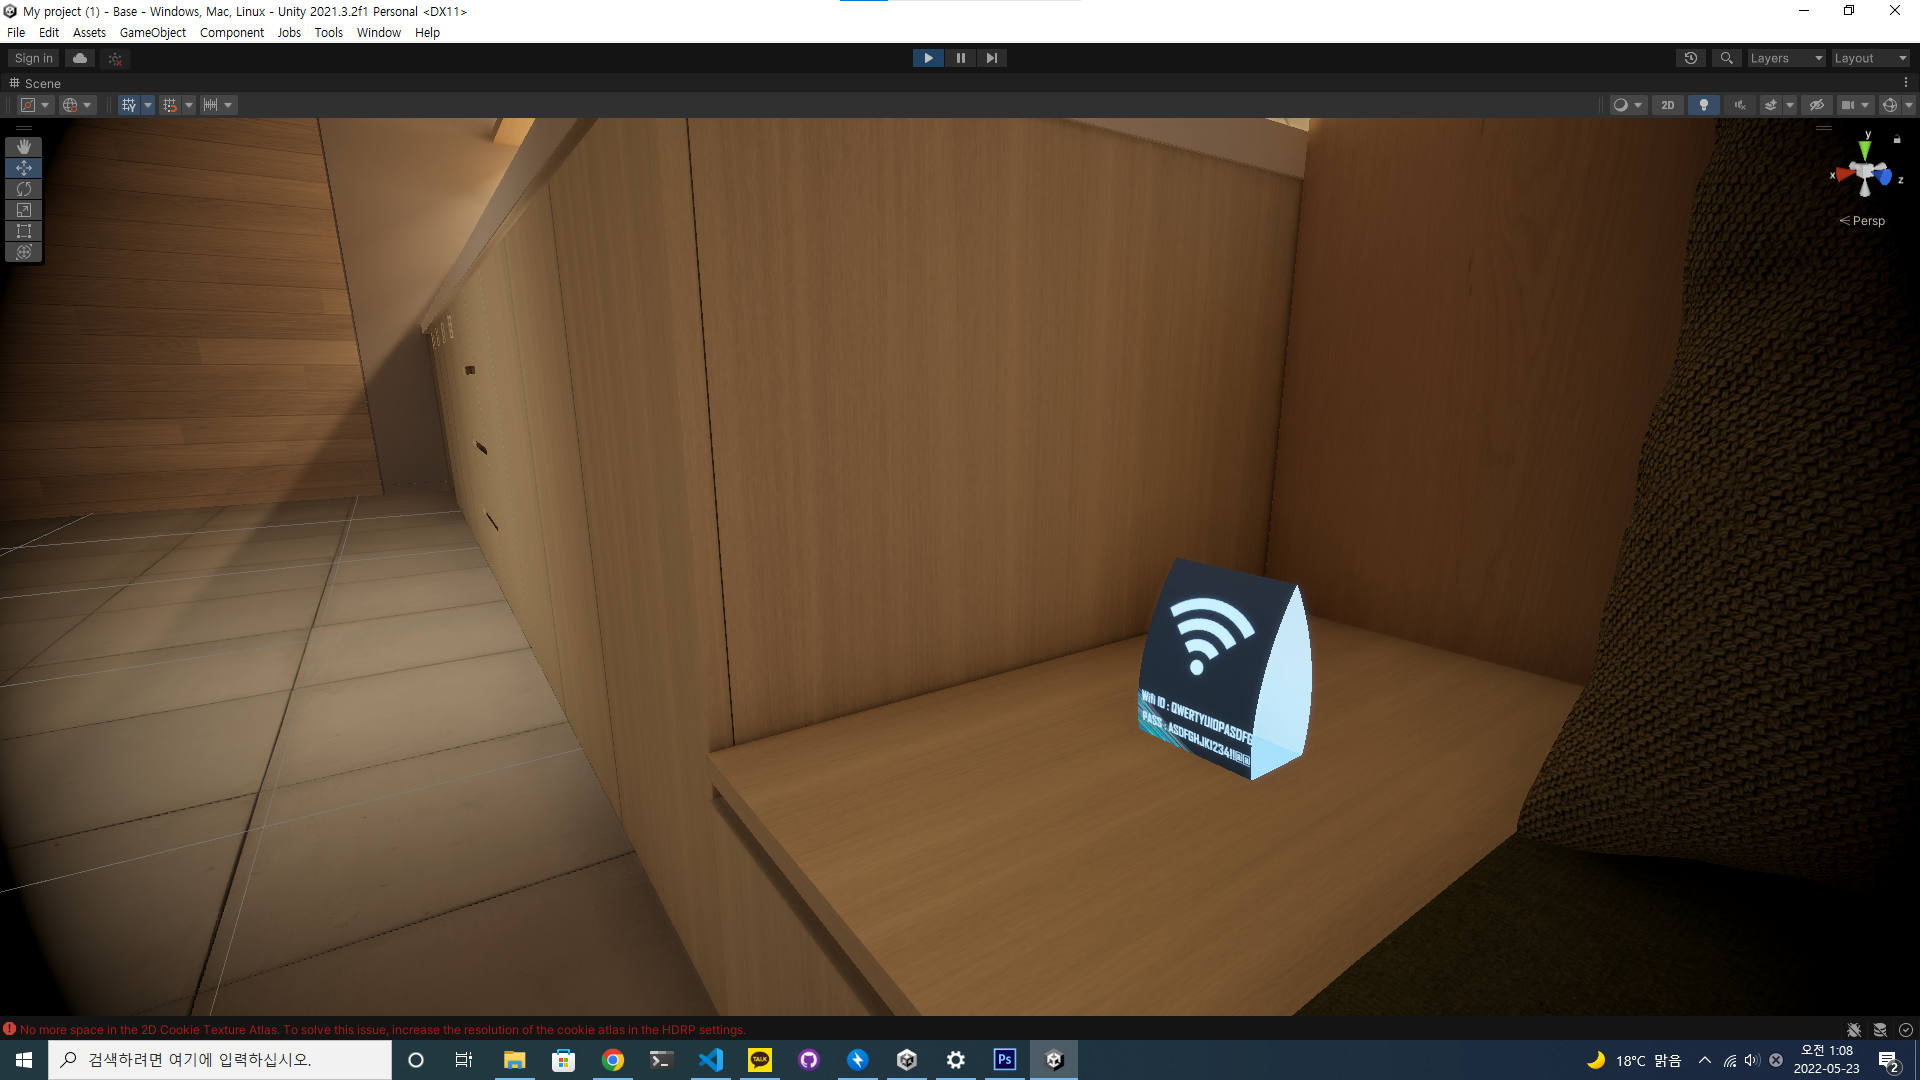 My project (1) - Base - Windows, Mac, Linux - Unity 2021.3.2f1 Personal <DX11>
File Edit Assets GameObject Component Jobs Tools Window Help
Sign in
Layers
Layout
Scene
2D
y
x
z
Persp
Wifi ID : QWERTYUIOPASDFG
PASS : ASDFGHJK1234!!@@
No more space in the 2D Cookie Texture Atlas. To solve this issue, increase the resolution of the cookie atlas in the HDRP settings.
검색하려면 여기에 입력하십시오.
TALK
Ps
18°C 맑음
오전 1:08
2022-05-23
2